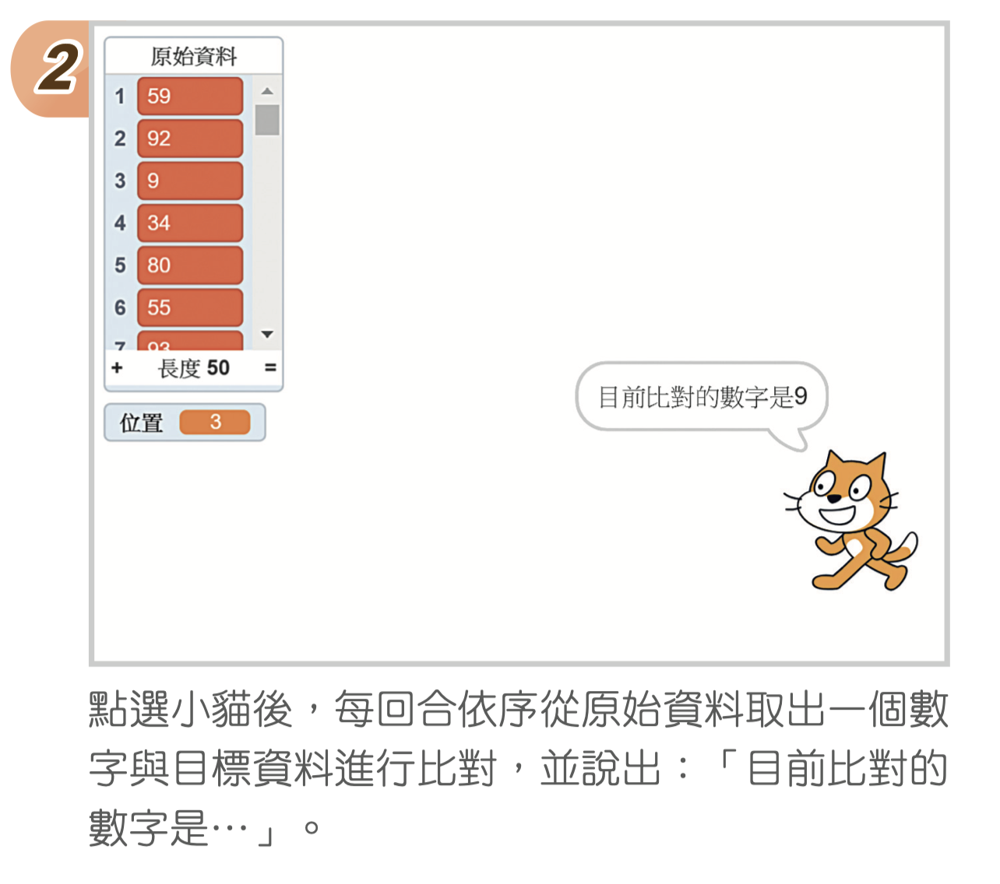 2
原始資料
1 59
2 92
3 9
4 34
5 80
6 55
7 93
+ 長度 50 =
位置 3
目前比對的數字是9
點選小貓後，每回合依序從原始資料取出一個數
字與目標資料進行比對，並說出：「目前比對的
數字是…」。